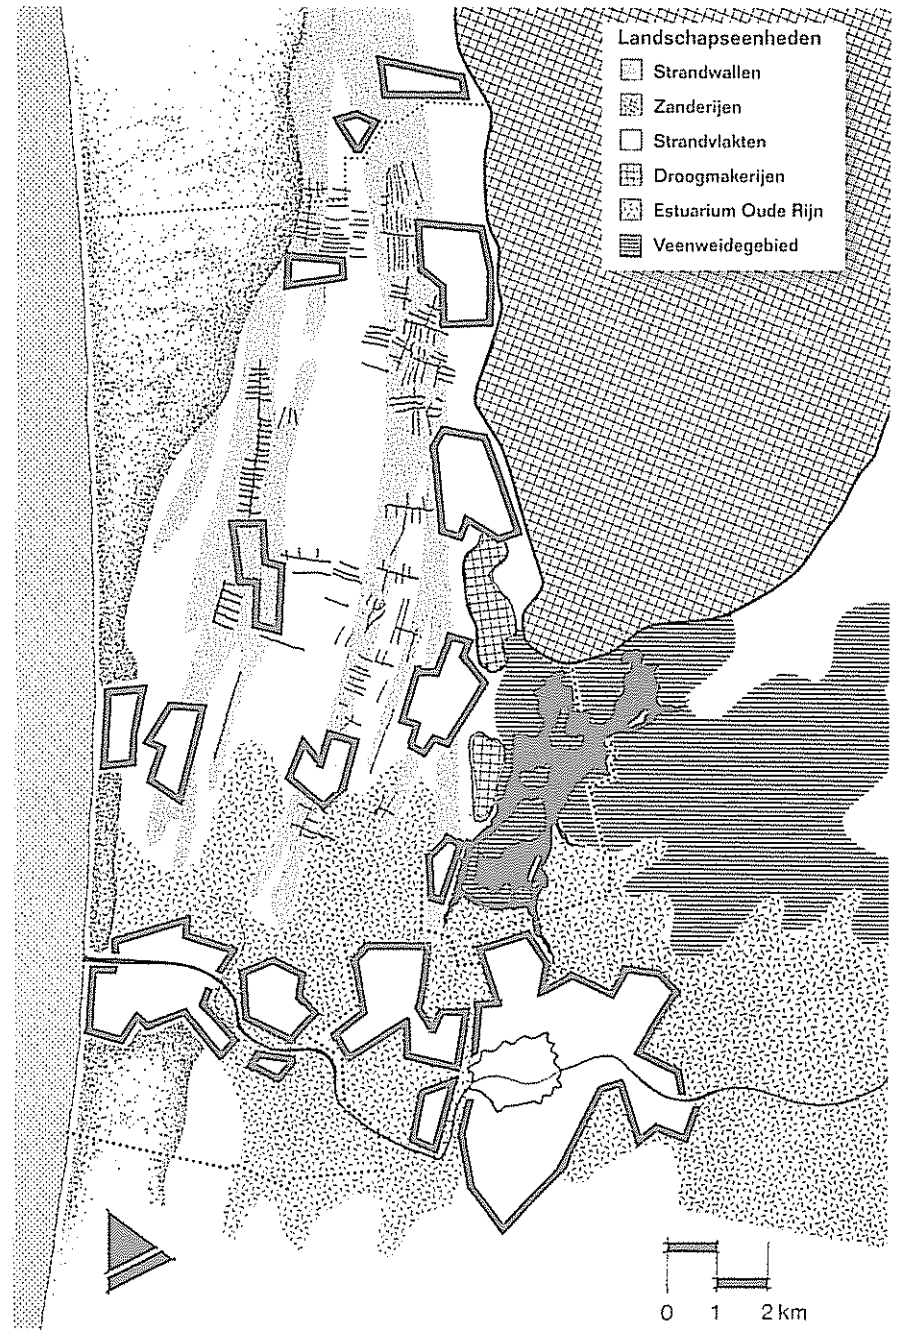 Landschapseenheden
Strandwallen
Zanderijen
Strandvlakten
Droogmakerijen
Estuarium Oude Rijn
Veenweidegebied
0 1 2 km